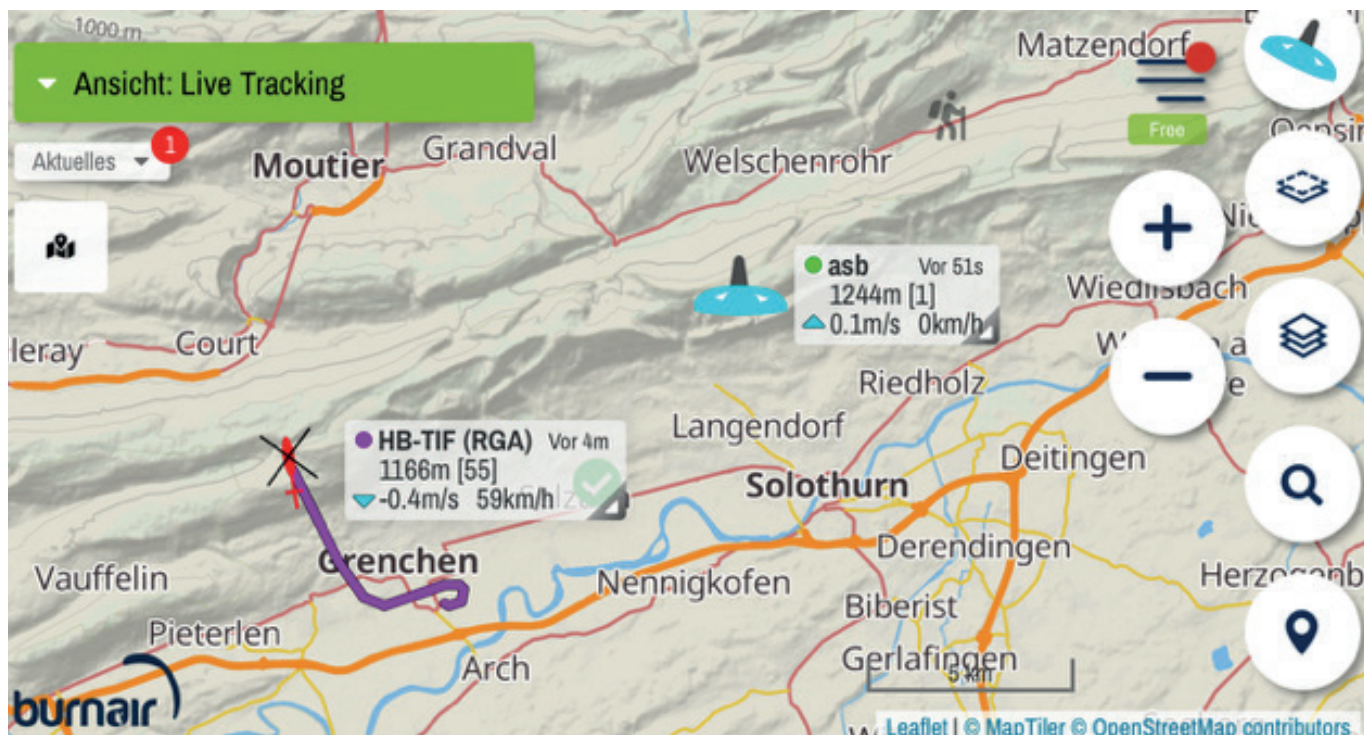 1000 m
Ansicht: Live Tracking
Aktuelles
1
Matzendorf
Free
Moutier
Grandval
Welschenrohr
asb Vor 51s
1244m [1]
0.1m/s 0km/h
Wiedlisbach
Court
Riedholz
HB-TIF (RGA) Vor 4m
1166m [55]
-0.4m/s 59km/h
Langendorf
Deitingen
Solothurn
Grenchen
Derendingen
Vauffelin
Nennigkofen
Biberist
Pieterlen
Arch
Gerlafingen
5 km
burnair
Leaflet | © MapTiler © OpenStreetMap contributors